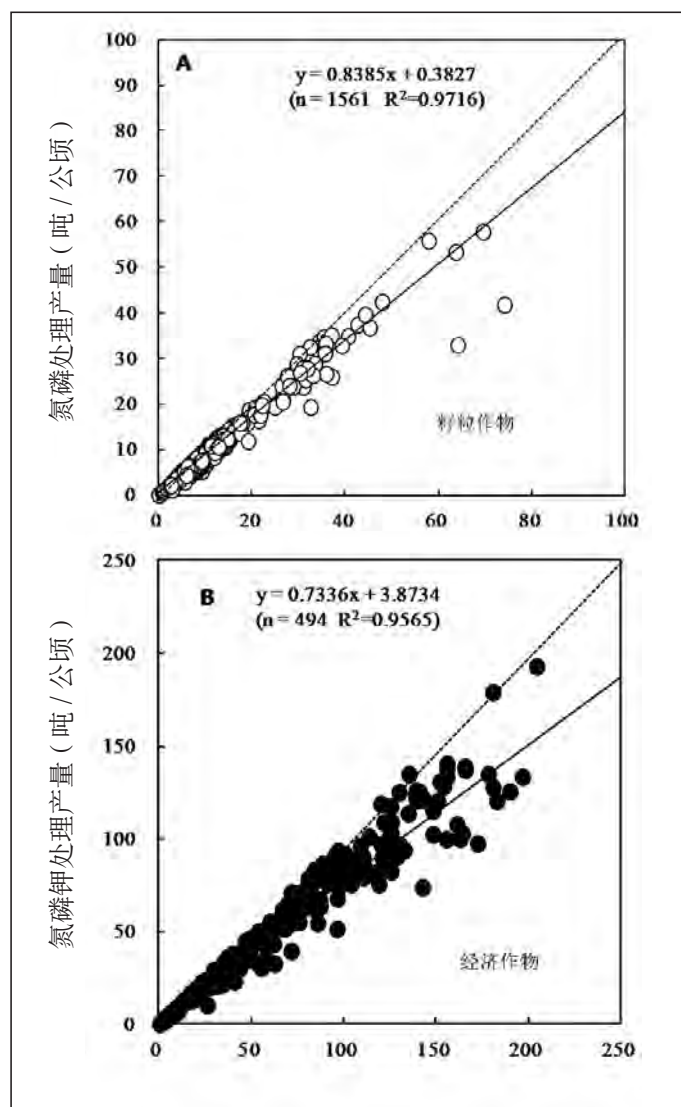 100
90
80
70
60
50
40
30
20
10
0
A
y = 0.8385x + 0.3827
(n = 1561 R²=0.9716)
氮磷处理产量（吨/公顷）
籽粒作物
0 20 40 60 80 100
250
200
150
100
50
0
B
y = 0.7336x + 3.8734
(n = 494 R²=0.9565)
氮磷钾处理产量（吨/公顷）
经济作物
0 50 100 150 200 250